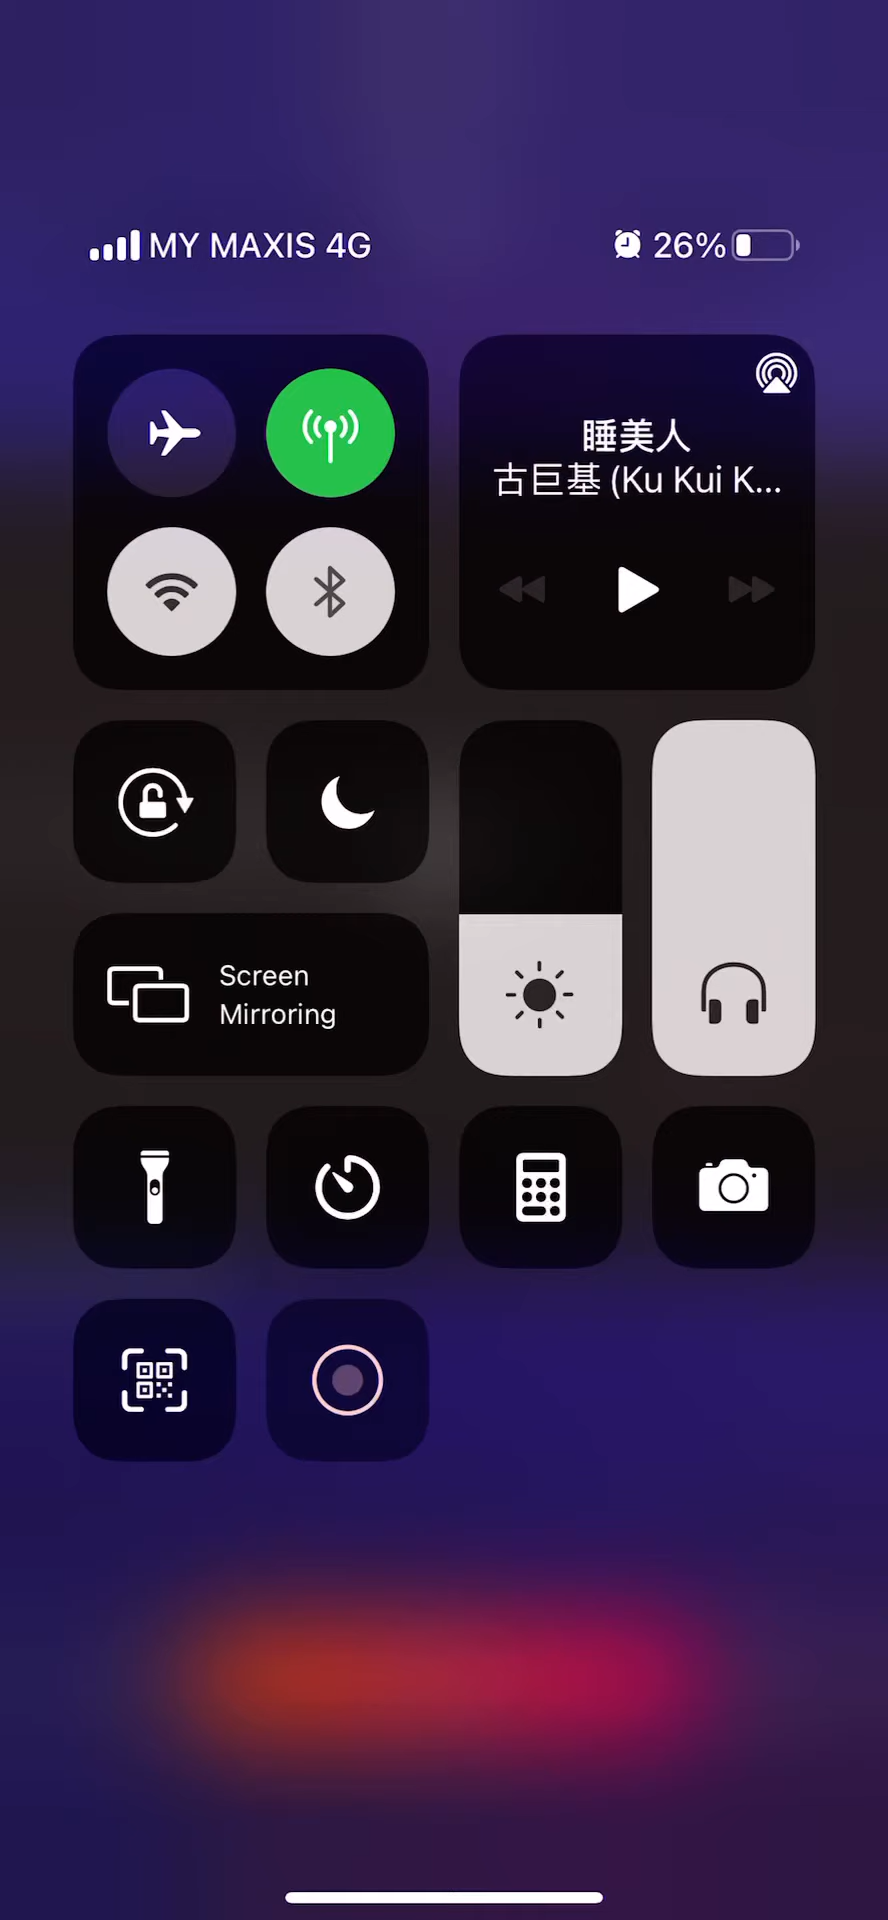 MY MAXIS 4G
26%
睡美人
古巨基 (Ku Kui K...
Screen
Mirroring